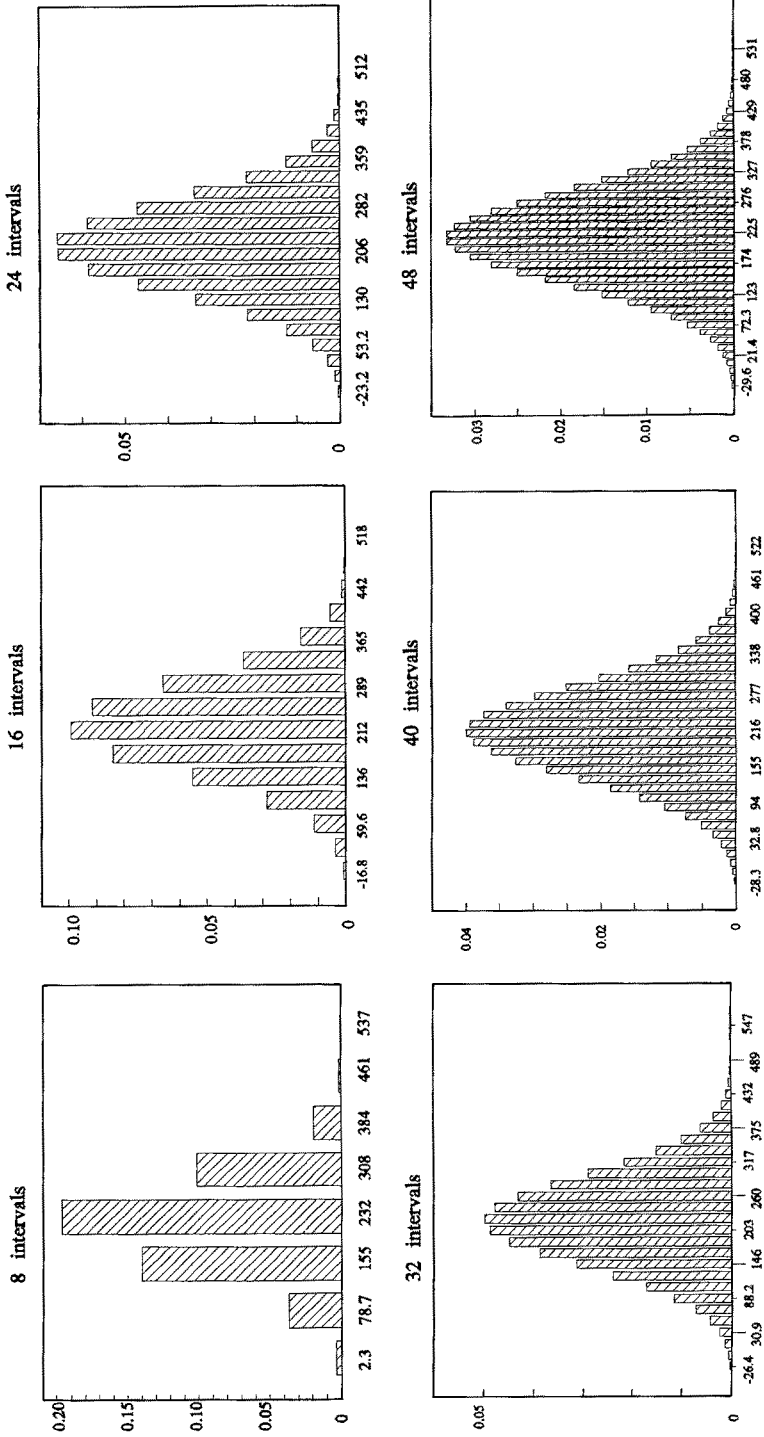 8 intervals
0.20
0.15
0.10
0.05
0
2.3 78.7 155 232 308 384 461 537
16 intervals
0.10
0.05
0
-16.8 59.6 136 212 289 365 442 518
24 intervals
0.05
0
-23.2 53.2 130 206 282 359 435 512
32 intervals
0.05
0
-26.4 30.9 88.2 146 203 260 317 375 432 489 547
40 intervals
0.04
0.02
0
-28.3 32.8 94 155 216 277 338 400 461 522
48 intervals
0.03
0.02
0.01
0
-29.6 21.4 72.3 123 174 225 276 327 378 429 480 531